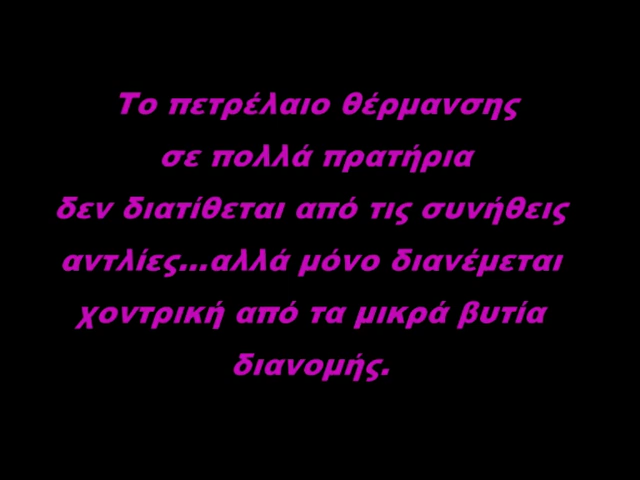 Το πετρέλαιο θέρμανσης
σε πολλά πρατήρια
δεν διατίθεται από τις συνήθεις
αντλίες...αλλά μόνο διανέμεται
χοντρική από τα μικρά βυτία
διανομής.